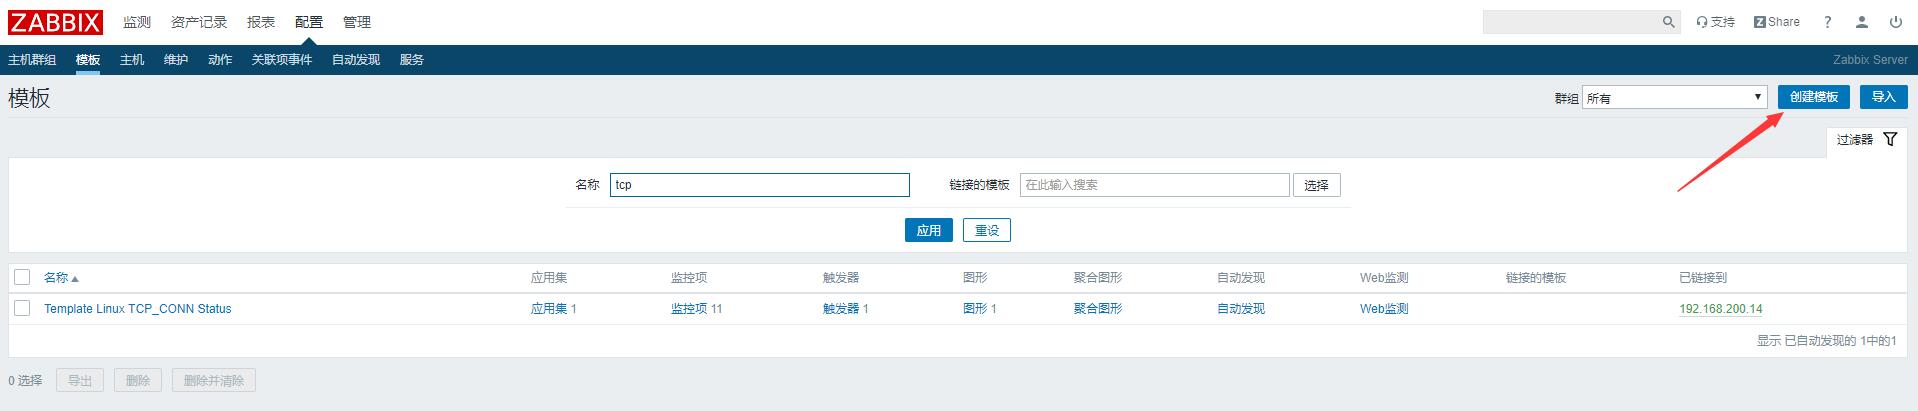 ZABBIX 监测 资产记录 报表 配置 管理 支持 Z Share ?
主机群组 模板 主机 维护 动作 关联项事件 自动发现 服务 Zabbix Server
模板 群组 所有 创建模板 导入
过滤器
名称 tcp 链接的模板 在此输入搜索 选择
应用 重设
名称 应用集 监控项 触发器 图形 聚合图形 自动发现 Web监测 链接的模板 已链接到
Template Linux TCP_CONN Status 应用集 1 监控项 11 触发器 1 图形 1 聚合图形 自动发现 Web监测 192.168.200.14
显示 已自动发现的 1中的1
0 选择 导出 删除 删除并清除